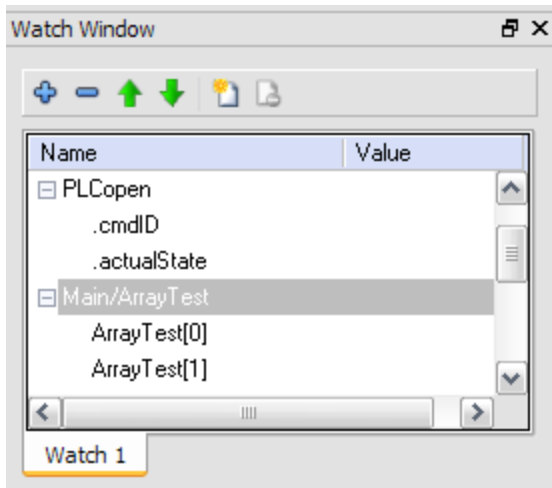 Watch Window
Name Value
PLCopen
.cmdID
.actualState
Main/ArrayTest
ArrayTest[0]
ArrayTest[1]
Watch 1